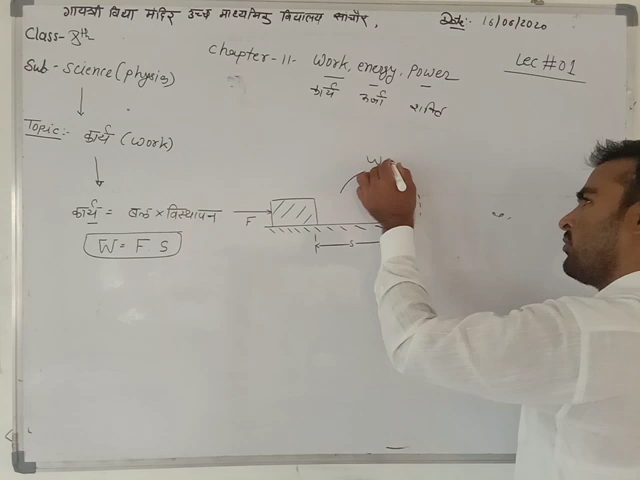 गायत्री विद्या मंदिर उच्च माध्यमिक विद्यालय सांचौर.
Date: 16/06/2020
Class- 8th
Chapter-11- Work, energy, power
Lec #01
कार्य ऊर्जा शक्ति
Sub- Science (physics)
Topic:- कार्य (work)
W
कार्य = बल × विस्थापन
F
W = F S
S